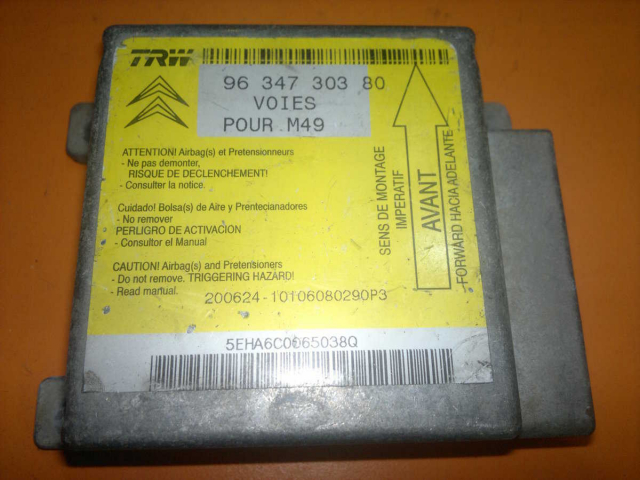 TRW
96 347 303 80
VOIES
POUR M49
ATTENTION! Airbag(s) et Pretensionneurs
- Ne pas demonter,
RISQUE DE DECLENCHEMENT!
- Consulter la notice.
Cuidado! Bolsa(s) de Aire y Prentecianadores
- No remover
PERLIGRO DE ACTIVACION
- Consultor el Manual
CAUTION! Airbag(s) and Pretensioners
- Do not remove. TRIGGERING HAZARD!
- Read manual.
200624-10106080290P3
SENS DE MONTAGE
IMPERATIF
AVANT
FORWARD HACIA ADELANTE
5EHA6C0065038Q